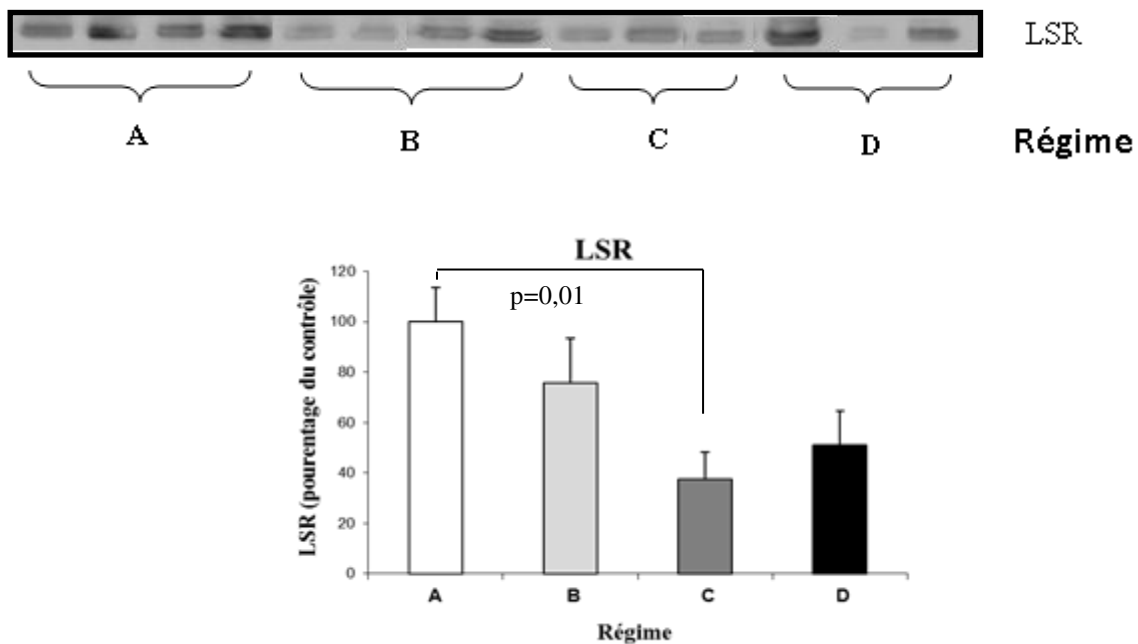 LSR
A B C D Régime
LSR
120
100
80
60
40
20
0
p=0,01
LSR (pourentage du contrôle)
A B C D
Régime